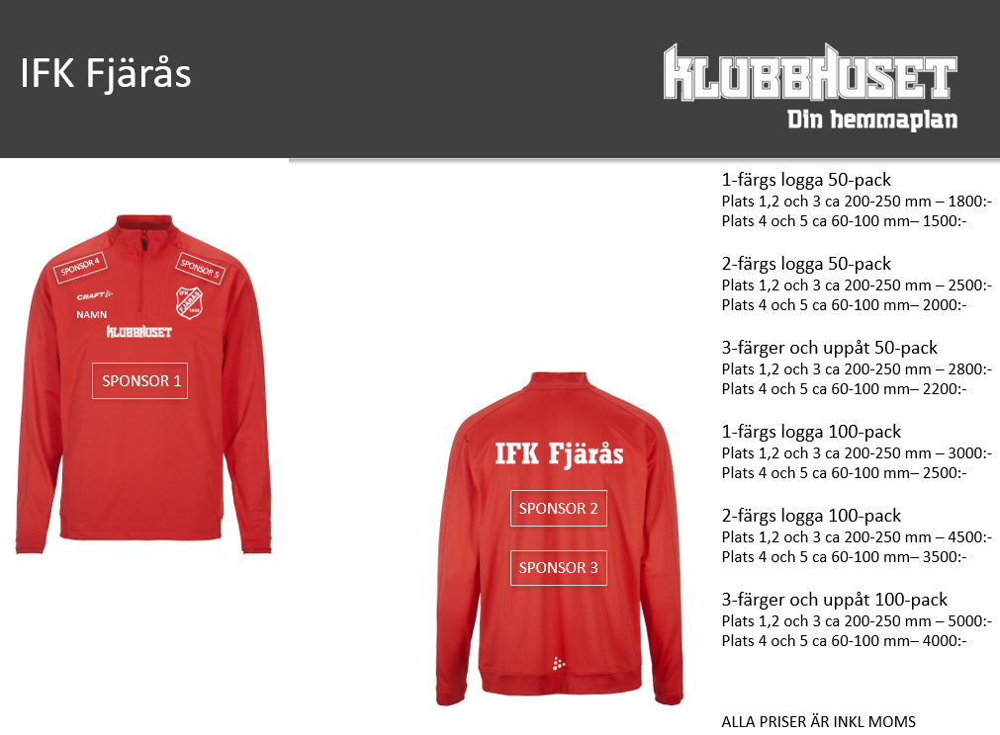 IFK Fjärås
KLUBBHUSET
Din hemmaplan
SPONSOR 4
SPONSOR 5
CRAFT
IFK
FJÄRÅS
NAMN
KLUBBHUSET
SPONSOR 1
IFK Fjärås
SPONSOR 2
SPONSOR 3
1-färgs logga 50-pack
Plats 1,2 och 3 ca 200-250 mm – 1800:-
Plats 4 och 5 ca 60-100 mm– 1500:-
2-färgs logga 50-pack
Plats 1,2 och 3 ca 200-250 mm – 2500:-
Plats 4 och 5 ca 60-100 mm– 2000:-
3-färger och uppåt 50-pack
Plats 1,2 och 3 ca 200-250 mm – 2800:-
Plats 4 och 5 ca 60-100 mm– 2200:-
1-färgs logga 100-pack
Plats 1,2 och 3 ca 200-250 mm – 3000:-
Plats 4 och 5 ca 60-100 mm– 2500:-
2-färgs logga 100-pack
Plats 1,2 och 3 ca 200-250 mm – 4500:-
Plats 4 och 5 ca 60-100 mm– 3500:-
3-färger och uppåt 100-pack
Plats 1,2 och 3 ca 200-250 mm – 5000:-
Plats 4 och 5 ca 60-100 mm– 4000:-
ALLA PRISER ÄR INKL MOMS